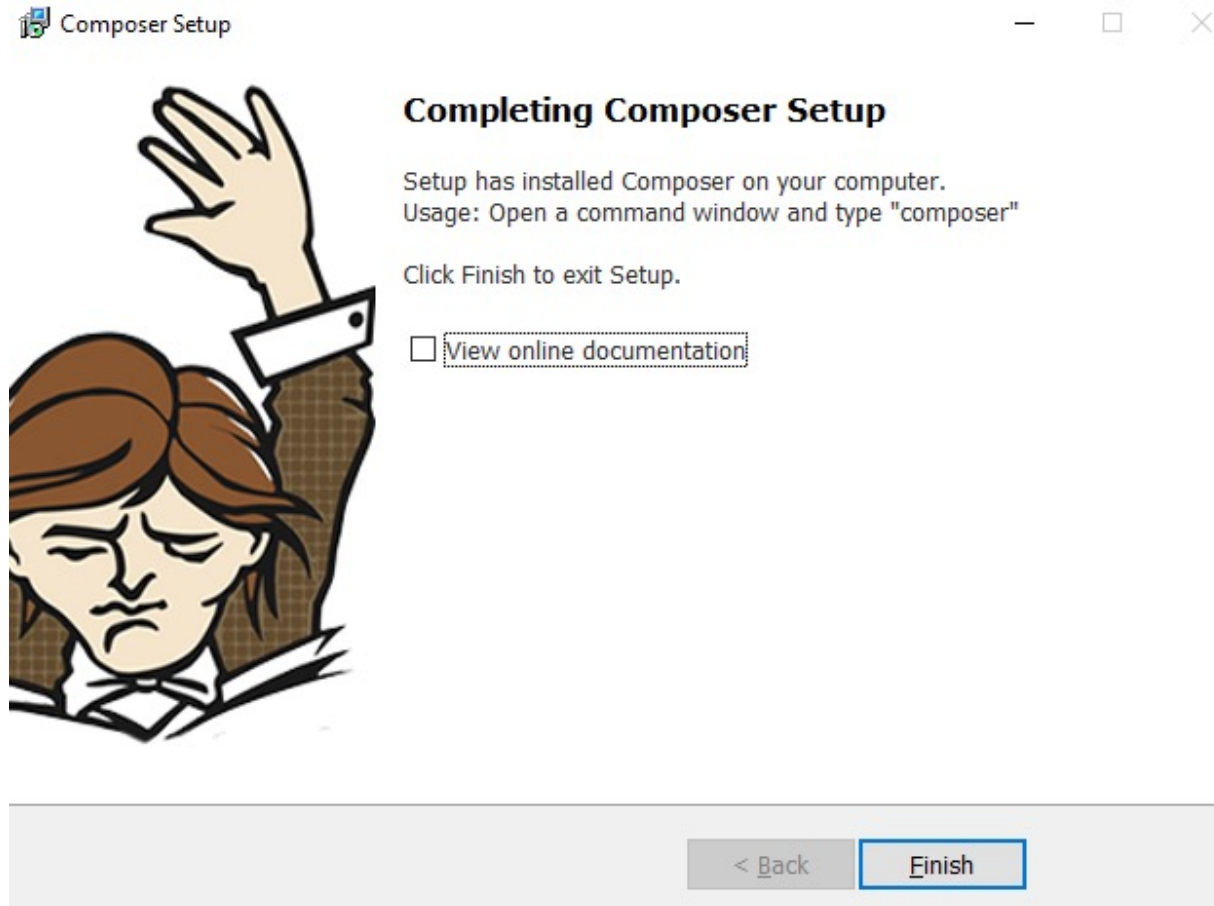 Composer Setup
Completing Composer Setup
Setup has installed Composer on your computer.
Usage: Open a command window and type "composer"
Click Finish to exit Setup.
View online documentation
< Back
Finish